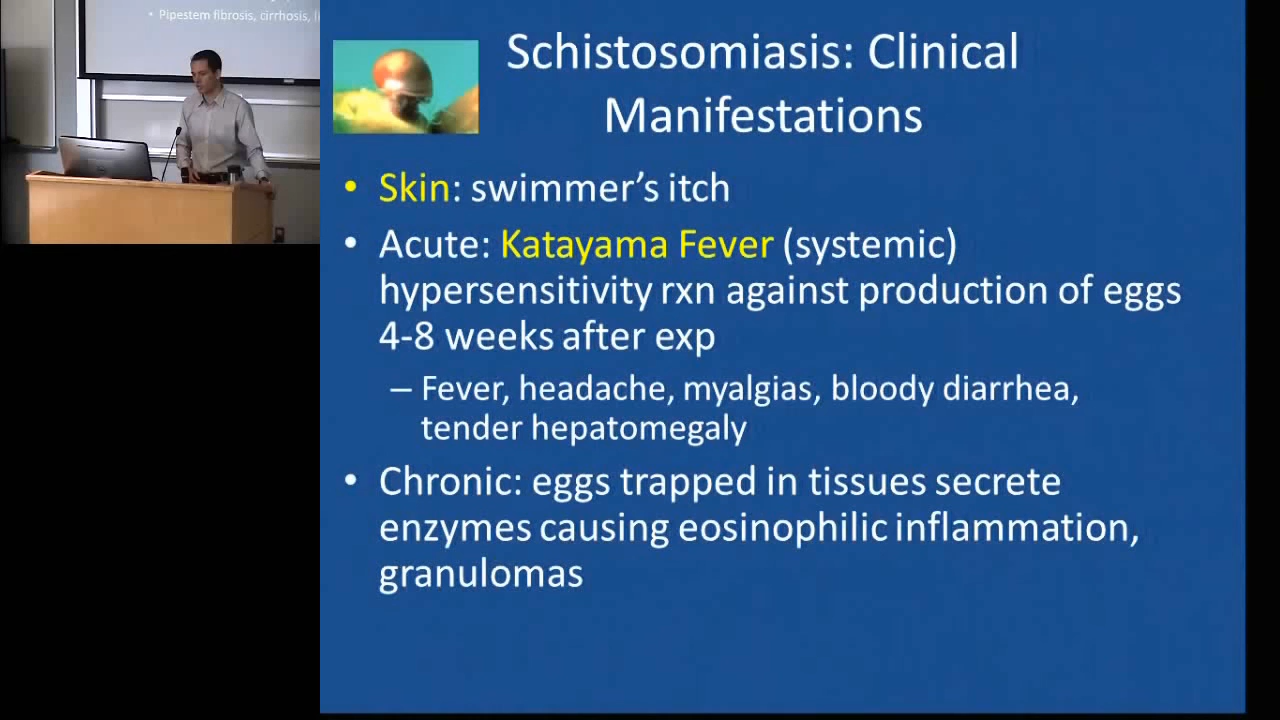 • Pipestem fibrosis, cirrhosis,
Schistosomiasis: Clinical
Manifestations
• Skin: swimmer's itch
• Acute: Katayama Fever (systemic)
hypersensitivity rxn against production of eggs
4-8 weeks after exp
– Fever, headache, myalgias, bloody diarrhea,
tender hepatomegaly
• Chronic: eggs trapped in tissues secrete
enzymes causing eosinophilic inflammation,
granulomas